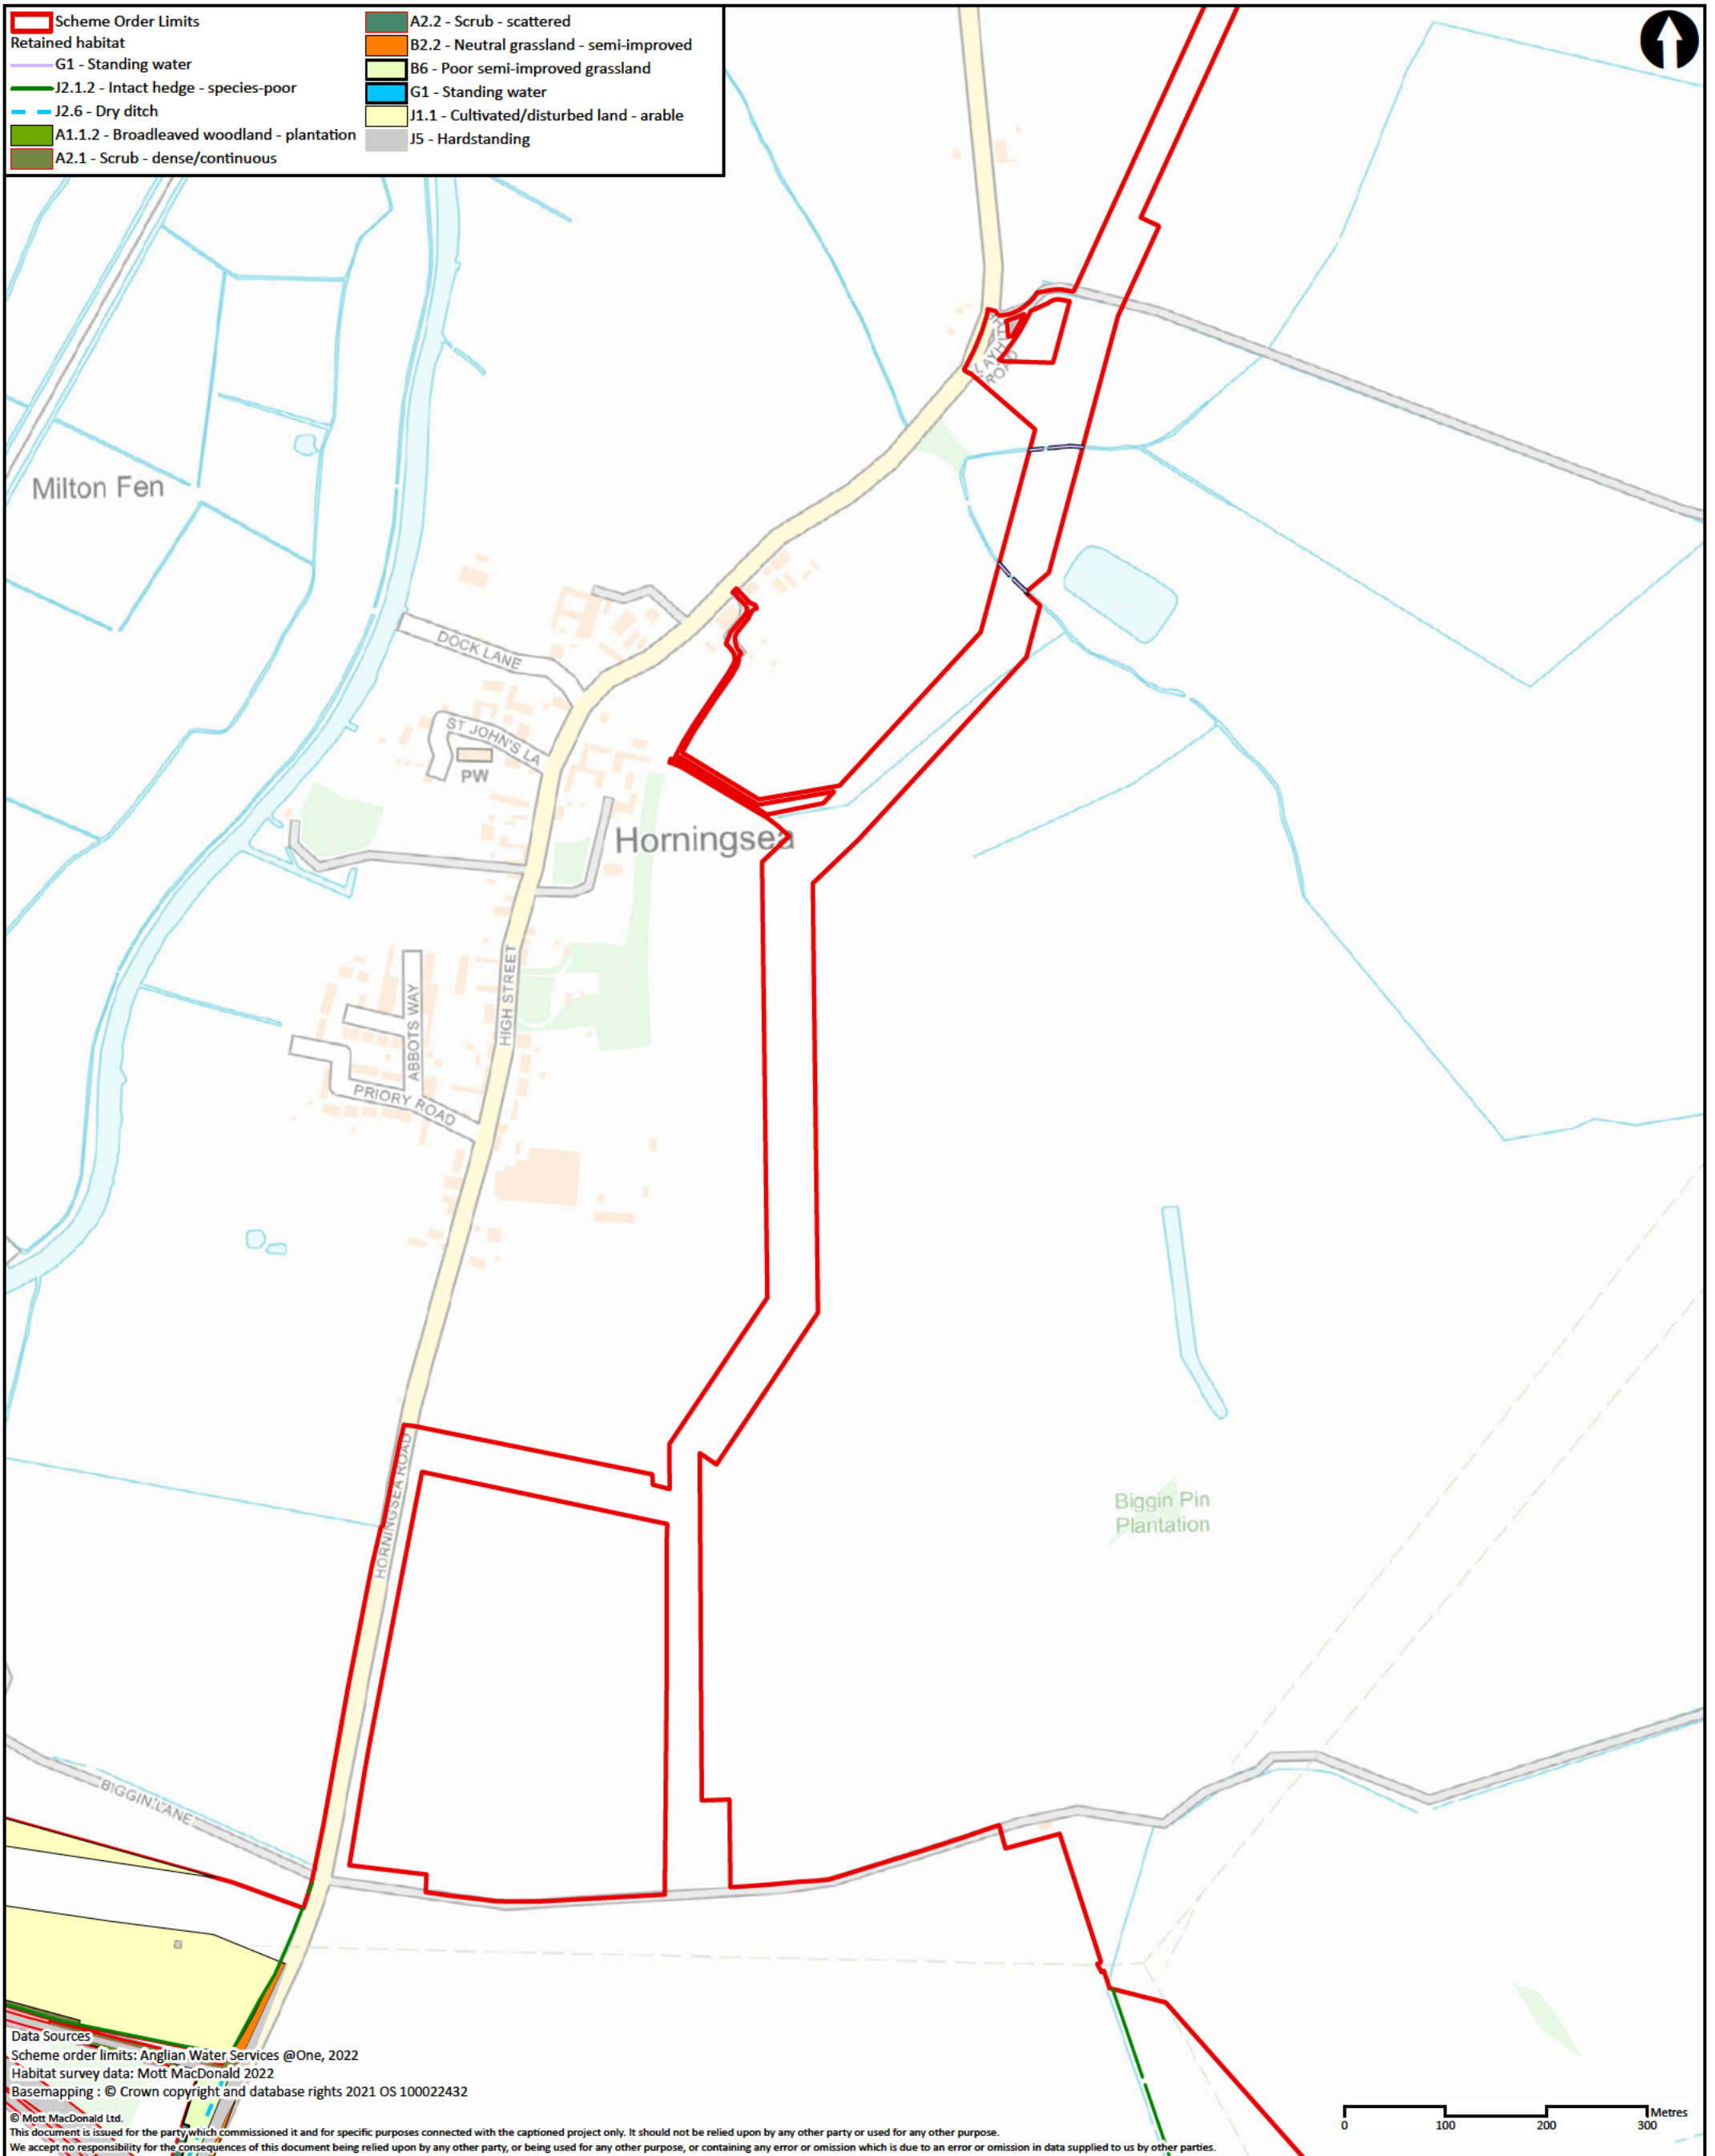 Scheme Order Limits
Retained habitat
G1 - Standing water
J2.1.2 - Intact hedge - species-poor
J2.6 - Dry ditch
A1.1.2 - Broadleaved woodland - plantation
A2.1 - Scrub - dense/continuous
A2.2 - Scrub - scattered
B2.2 - Neutral grassland - semi-improved
B6 - Poor semi-improved grassland
G1 - Standing water
J1.1 - Cultivated/disturbed land - arable
J5 - Hardstanding
ROAD
Milton Fen
DOCK LANE
ST JOHN'S LA
PW
Horningsea
HIGH STREET
ABBOTS WAY
PRIORY ROAD
HORNINGSEA ROAD
Biggin Pin
Plantation
BIGGIN LANE
Data Sources
Scheme order limits: Anglian Water Services @One, 2022
Habitat survey data: Mott MacDonald 2022
Basemapping : © Crown copyright and database rights 2021 OS 100022432
© Mott MacDonald Ltd.
This document is issued for the party which commissioned it and for specific purposes connected with the captioned project only. It should not be relied upon by any other party or used for any other purpose.
We accept no responsibility for the consequences of this document being relied upon by any other party, or being used for any other purpose, or containing any error or omission which is due to an error or omission in data supplied to us by other parties.
Metres
0 100 200 300